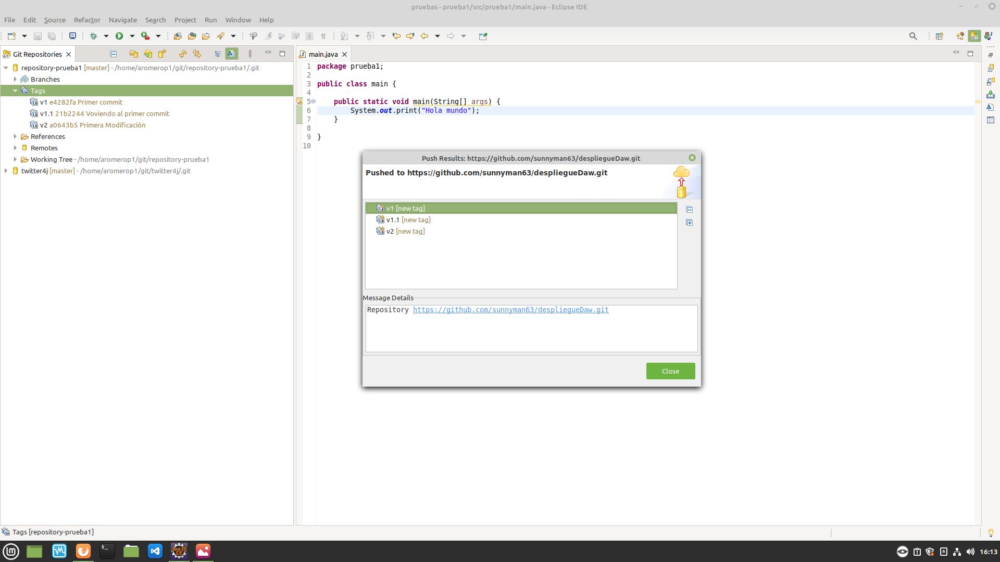 pruebas - prueba1/src/prueba1/main.java - Eclipse IDE
File Edit Source Refactor Navigate Search Project Run Window Help
Git Repositories
repository-prueba1 [master] - /home/aromerop1/git/repository-prueba1/.git
Branches
Tags
v1 e4282fa Primer commit
v1.1 21b2244 Voviendo al primer commit
v2 a0643b5 Primera Modificación
References
Remotes
Working Tree - /home/aromerop1/git/repository-prueba1
twitter4j [master] - /home/aromerop1/git/twitter4j/.git
main.java
1 package prueba1;
2
3 public class main {
4
5 public static void main(String[] args) {
6 System.out.print("Hola mundo");
7 }
8
9 }
10
Push Results: https://github.com/sunnyman63/despliegueDaw.git
Pushed to https://github.com/sunnyman63/despliegueDaw.git
v1 [new tag]
v1.1 [new tag]
v2 [new tag]
Message Details
Repository https://github.com/sunnyman63/despliegueDaw.git
Close
Tags [repository-prueba1]
Java EE
IDE
16:13